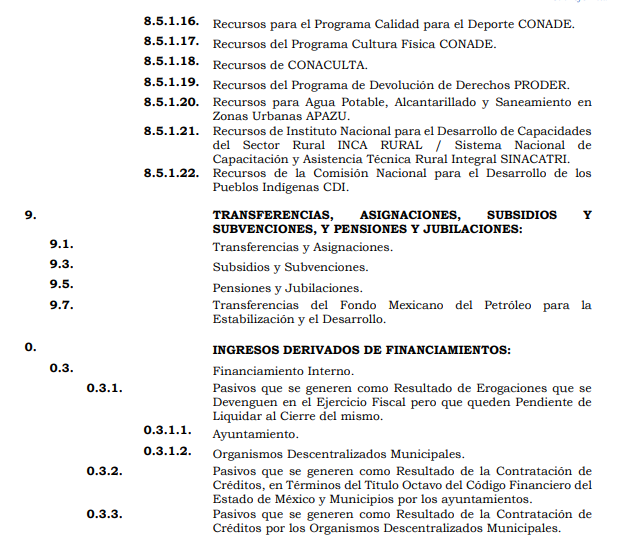 8.5.1.16. Recursos para el Programa Calidad para el Deporte CONADE.
8.5.1.17. Recursos del Programa Cultura Física CONADE.
8.5.1.18. Recursos de CONACULTA.
8.5.1.19. Recursos del Programa de Devolución de Derechos PRODER.
8.5.1.20. Recursos para Agua Potable, Alcantarillado y Saneamiento en
Zonas Urbanas APAZU.
8.5.1.21. Recursos de Instituto Nacional para el Desarrollo de Capacidades
del Sector Rural INCA RURAL / Sistema Nacional de
Capacitación y Asistencia Técnica Rural Integral SINACATRI.
8.5.1.22. Recursos de la Comisión Nacional para el Desarrollo de los
Pueblos Indígenas CDI.
9. TRANSFERENCIAS, ASIGNACIONES, SUBSIDIOS Y
SUBVENCIONES, Y PENSIONES Y JUBILACIONES:
9.1. Transferencias y Asignaciones.
9.3. Subsidios y Subvenciones.
9.5. Pensiones y Jubilaciones.
9.7. Transferencias del Fondo Mexicano del Petróleo para la
Estabilización y el Desarrollo.
0. INGRESOS DERIVADOS DE FINANCIAMIENTOS:
0.3. Financiamiento Interno.
0.3.1. Pasivos que se generen como Resultado de Erogaciones que se
Devenguen en el Ejercicio Fiscal pero que queden Pendiente de
Liquidar al Cierre del mismo.
0.3.1.1. Ayuntamiento.
0.3.1.2. Organismos Descentralizados Municipales.
0.3.2. Pasivos que se generen como Resultado de la Contratación de
Créditos, en Términos del Título Octavo del Código Financiero del
Estado de México y Municipios por los ayuntamientos.
0.3.3. Pasivos que se generen como Resultado de la Contratación de
Créditos por los Organismos Descentralizados Municipales.